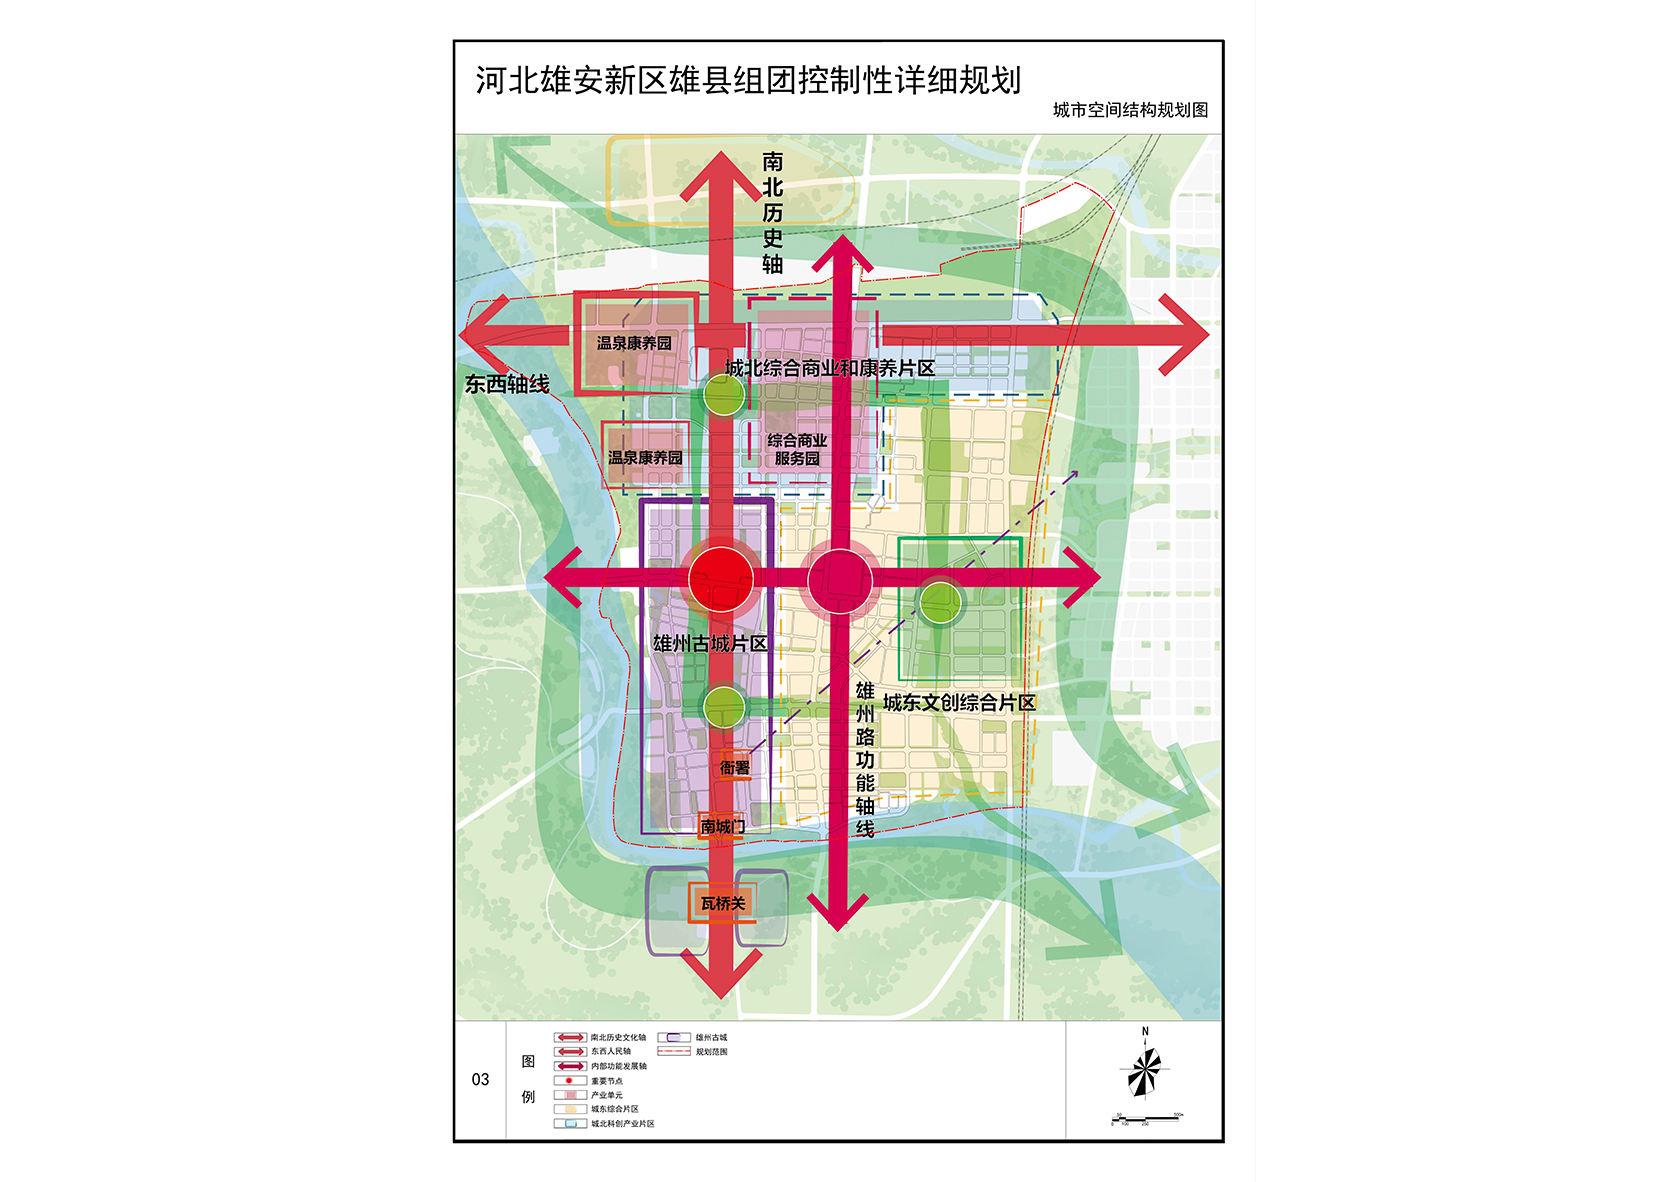 河北雄安新区雄县组团控制性详细规划
城市空间结构规划图
南北历史轴
温泉康养园
城北综合商业和康养片区
东西轴线
综合商业
服务园
温泉康养园
雄州古城片区
雄州路功能轴线
城东文创综合片区
衙署
南城门
瓦桥关
03
图例
南北历史文化轴
东西人民轴
内部功能发展轴
重要节点
产业单元
城东综合片区
城北科创产业片区
雄州古城
规划范围
N
0 50 100 250 500m